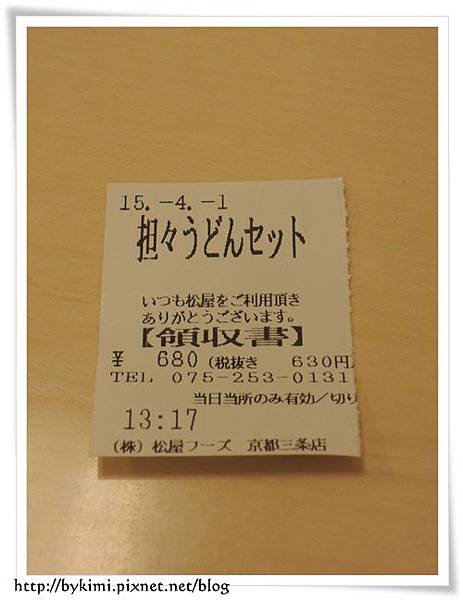 15.-4.-1
担々うどんセット
いつも松屋をご利用頂き
ありがとうございます。
【領収書】
¥ 680 (税抜き 630円)
TEL 075-253-0131
当日当所のみ有効/切り
13:17
(株) 松屋フーズ 京都三条店
http://bykimi.pixnet.net/blog